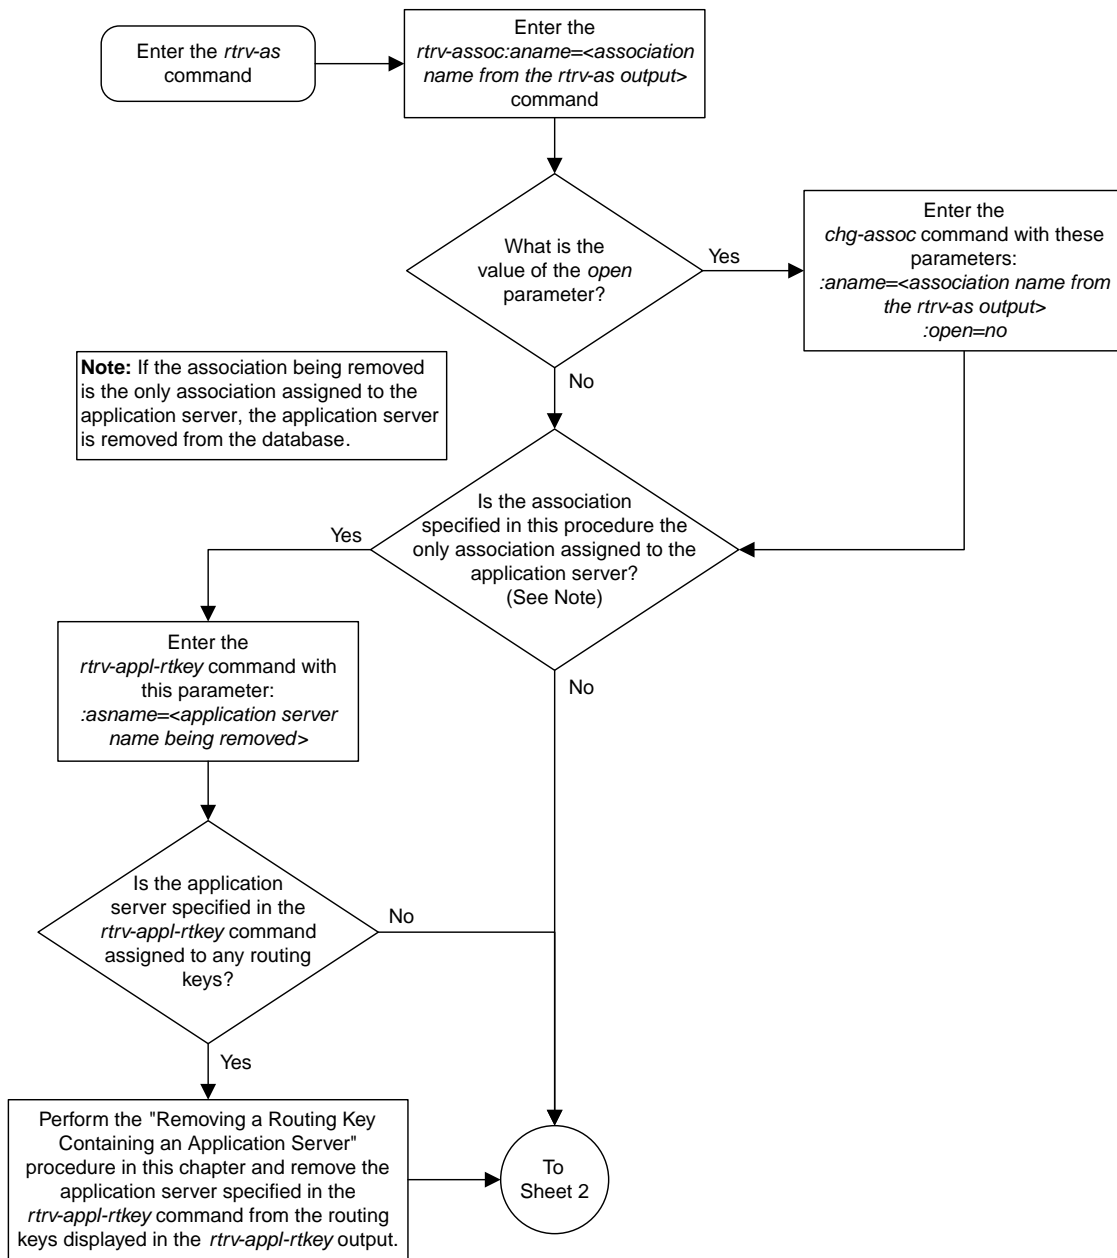 Enter the rtrv-as
command
Enter the
rtrv-assoc:aname=<association
name from the rtrv-as output>
command
What is the
value of the open
parameter?
Yes
Enter the
chg-assoc command with these
parameters:
:aname=<association name from
the rtrv-as output>
:open=no
No
Note: If the association being removed
is the only association assigned to the
application server, the application server
is removed from the database.
Is the association
specified in this procedure the
only association assigned to the
application server?
(See Note)
Yes
No
Enter the
rtrv-appl-rtkey command with
this parameter:
:asname=<application server
name being removed>
Is the application
server specified in the
rtrv-appl-rtkey command
assigned to any routing
keys?
No
Yes
Perform the "Removing a Routing Key
Containing an Application Server"
procedure in this chapter and remove the
application server specified in the
rtrv-appl-rtkey command from the routing
keys displayed in the rtrv-appl-rtkey output.
To
Sheet 2